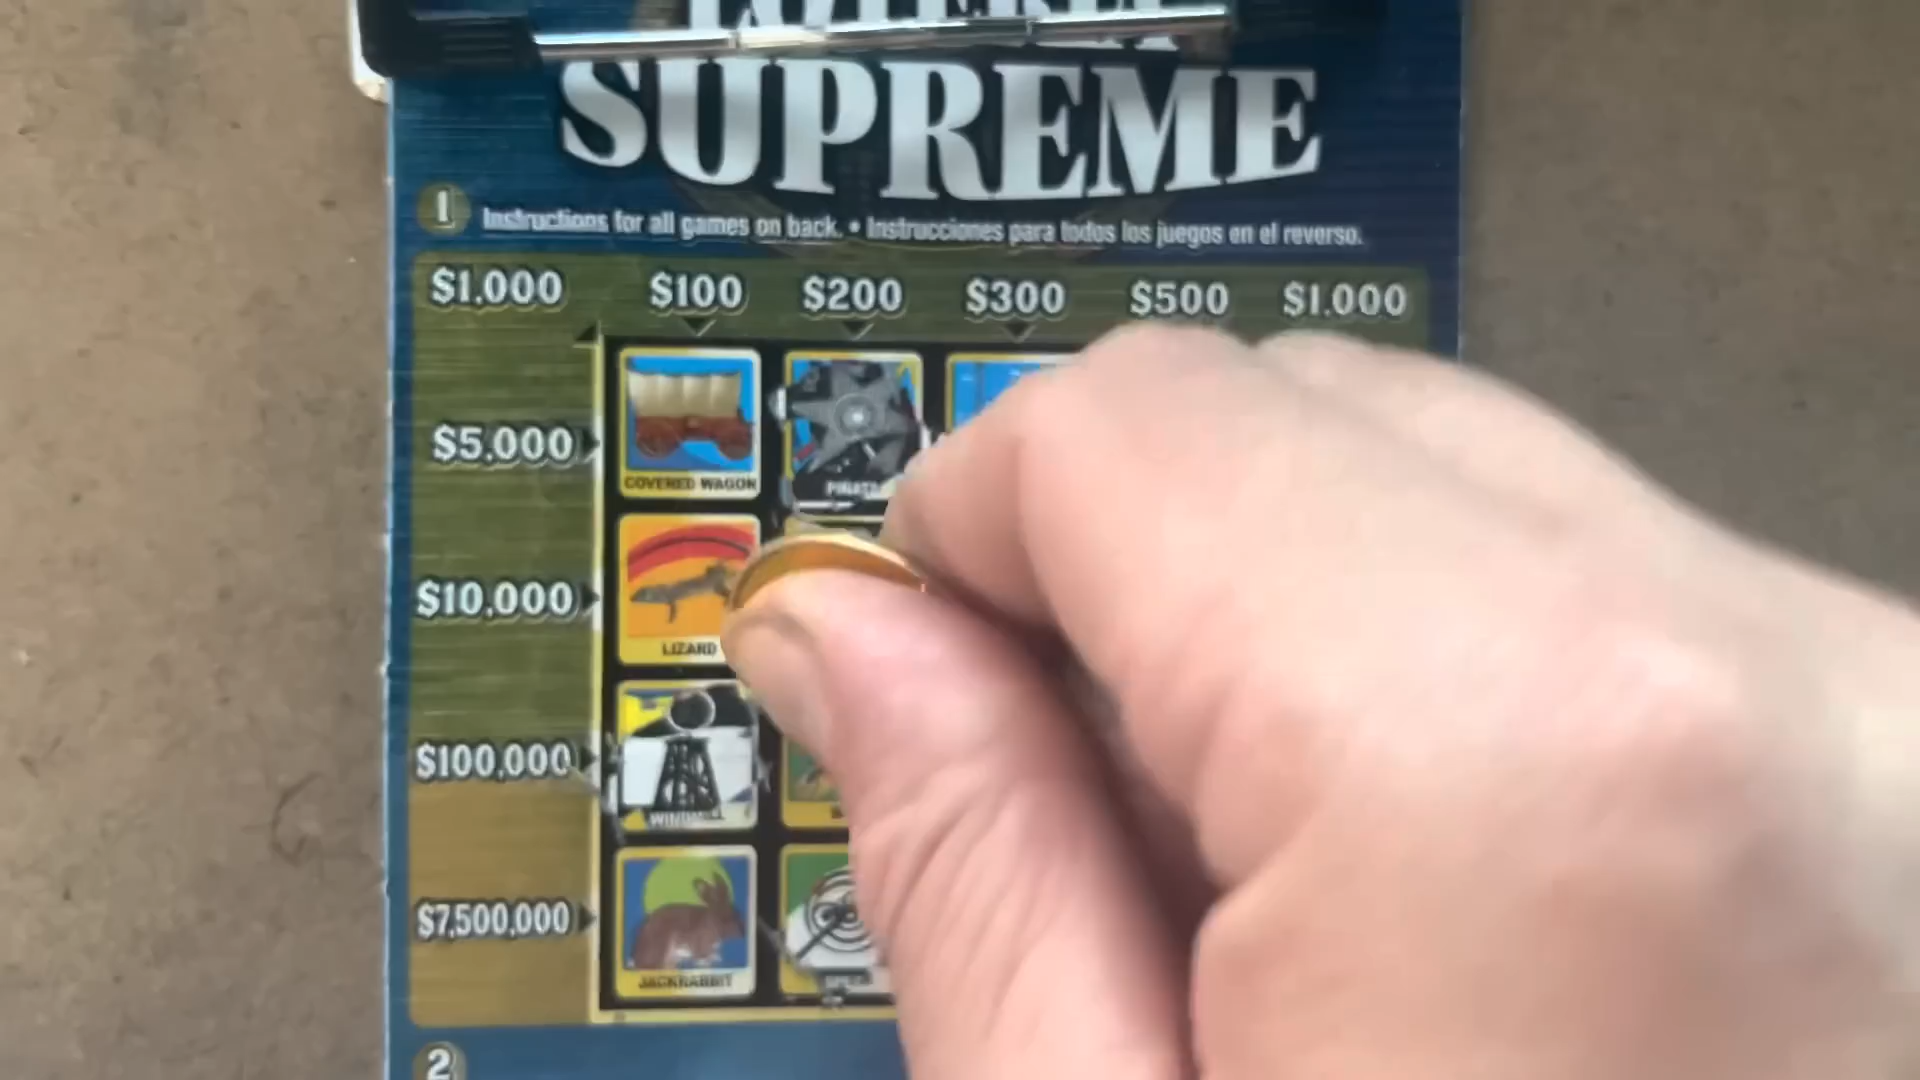 SUPREME
1 Instructions for all games on back. • Instrucciones para todos los juegos en el reverso.
$1,000 $100 $200 $300 $500 $1,000
$5,000
COVERED WAGON PIÑATA
$10,000
LIZARD
$100,000
WINDMILL
$7,500,000
JACKRABBIT
2